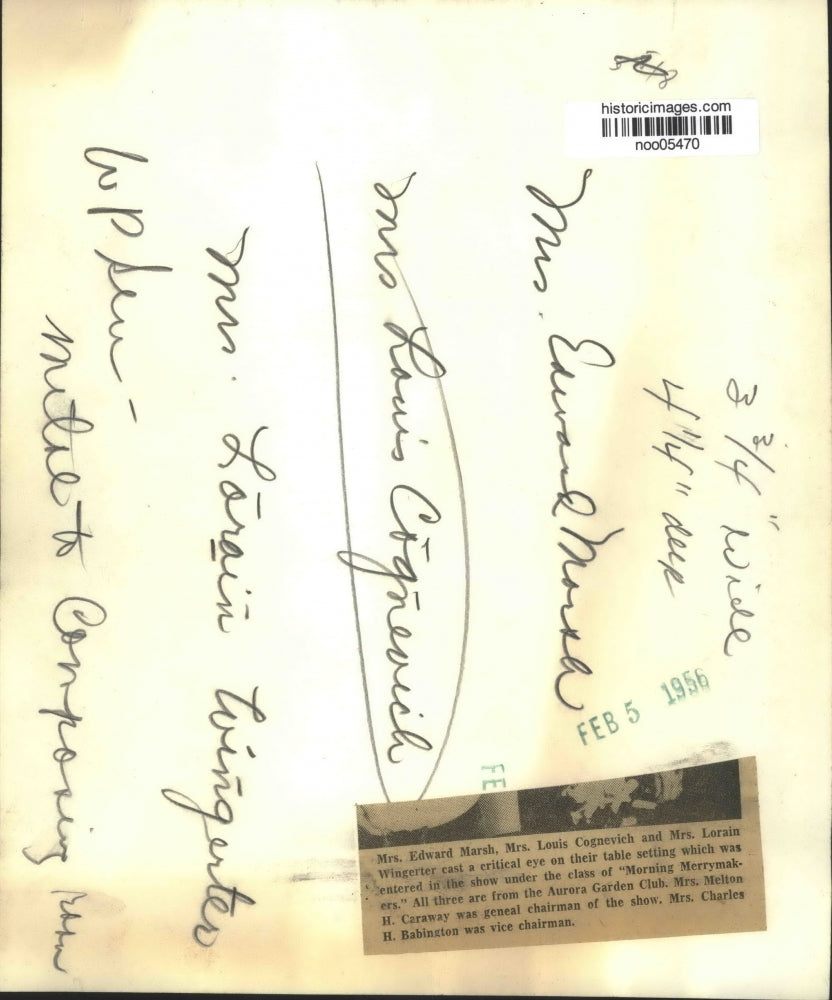 historicimages.com
noo05470
3 3/4" wide
4 1/4" deep
Mrs. Edward Marsh
Mrs Louis Cognevich
Mrs. Lorain Wingerter
to Composing Room
FEB 5 1956
FE
Mrs. Edward Marsh, Mrs. Louis Cognevich and Mrs. Lorain
Wingerter cast a critical eye on their table setting which was
entered in the show under the class of “Morning Merrymak-
ers.” All three are from the Aurora Garden Club. Mrs. Melton
H. Caraway was geneal chairman of the show. Mrs. Charles
H. Babington was vice chairman.